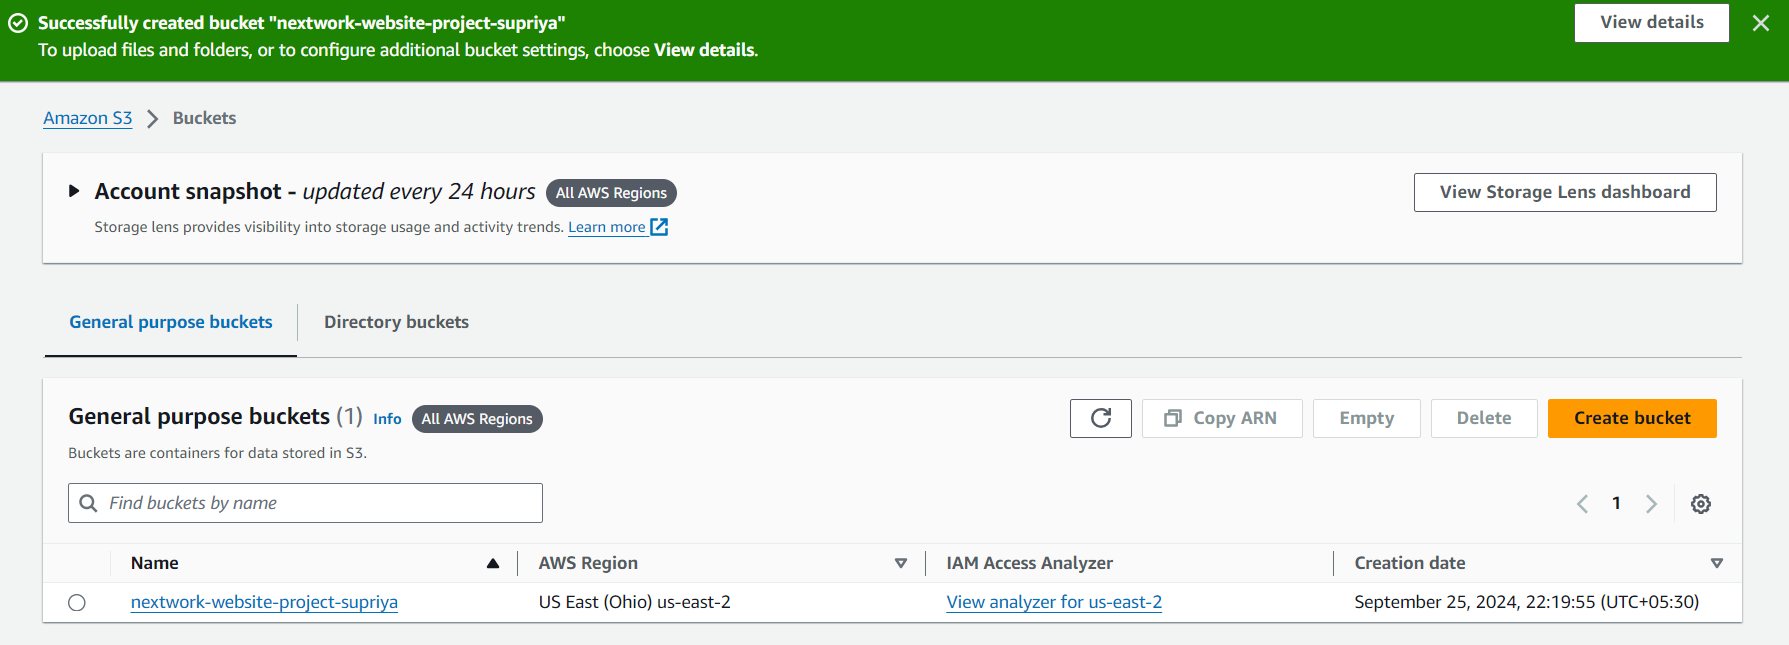 Successfully created bucket "nextwork-website-project-supriya"
To upload files and folders, or to configure additional bucket settings, choose View details.
View details
Amazon S3 Buckets
Account snapshot - updated every 24 hours All AWS Regions
Storage lens provides visibility into storage usage and activity trends. Learn more
View Storage Lens dashboard
General purpose buckets Directory buckets
General purpose buckets (1) Info All AWS Regions
Buckets are containers for data stored in S3.
Copy ARN Empty Delete Create bucket
Find buckets by name
1
Name AWS Region IAM Access Analyzer Creation date
nextwork-website-project-supriya US East (Ohio) us-east-2 View analyzer for us-east-2 September 25, 2024, 22:19:55 (UTC+05:30)